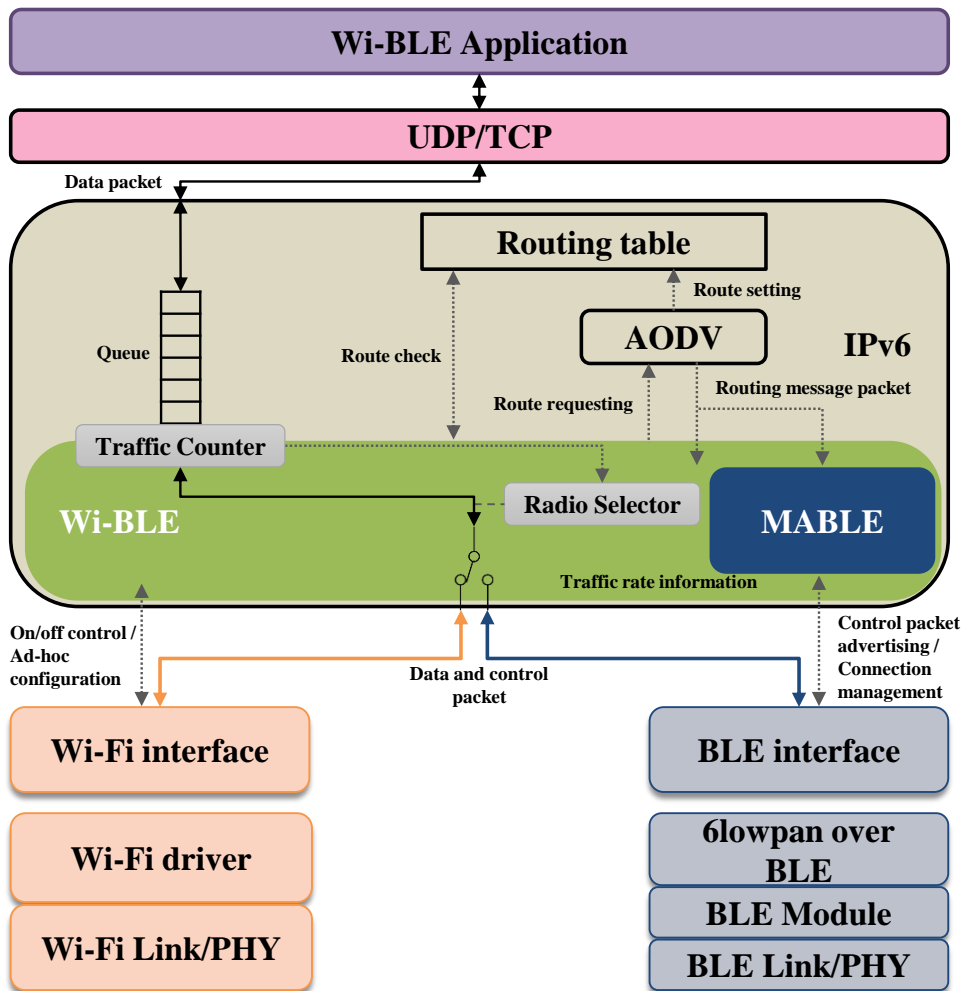 Wi-BLE Application
UDP/TCP
Data packet
Routing table
Route setting
AODV
IPv6
Queue
Route check
Route requesting
Routing message packet
Traffic Counter
Radio Selector
Wi-BLE
MABLE
Traffic rate information
On/off control /
Ad-hoc
configuration
Data and control
packet
Control packet
advertising /
Connection
management
Wi-Fi interface
BLE interface
Wi-Fi driver
6lowpan over
BLE
BLE Module
Wi-Fi Link/PHY
BLE Link/PHY